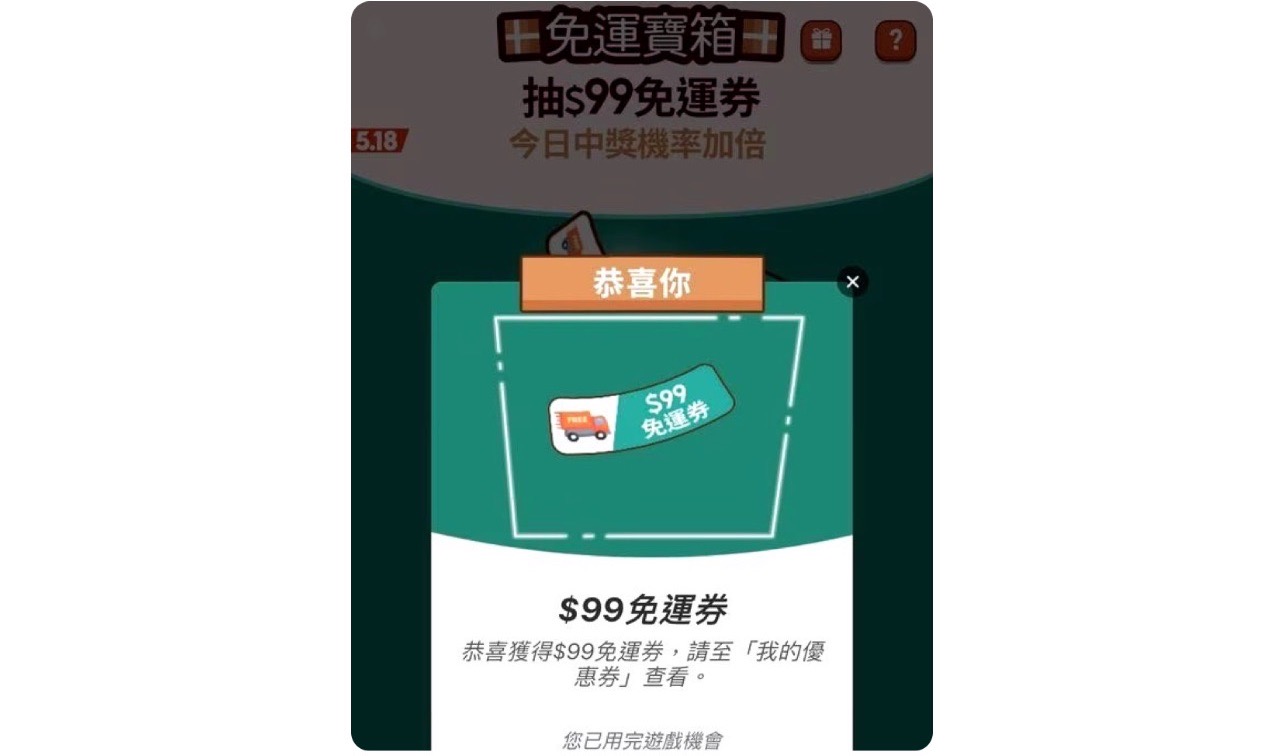 免運寶箱
?
抽$99免運券
5.18
今日中獎機率加倍
恭喜你
$99
FREE
免運券
$99免運券
恭喜獲得$99免運券，請至「我的優
惠券」查看。
您已用完遊戲機會